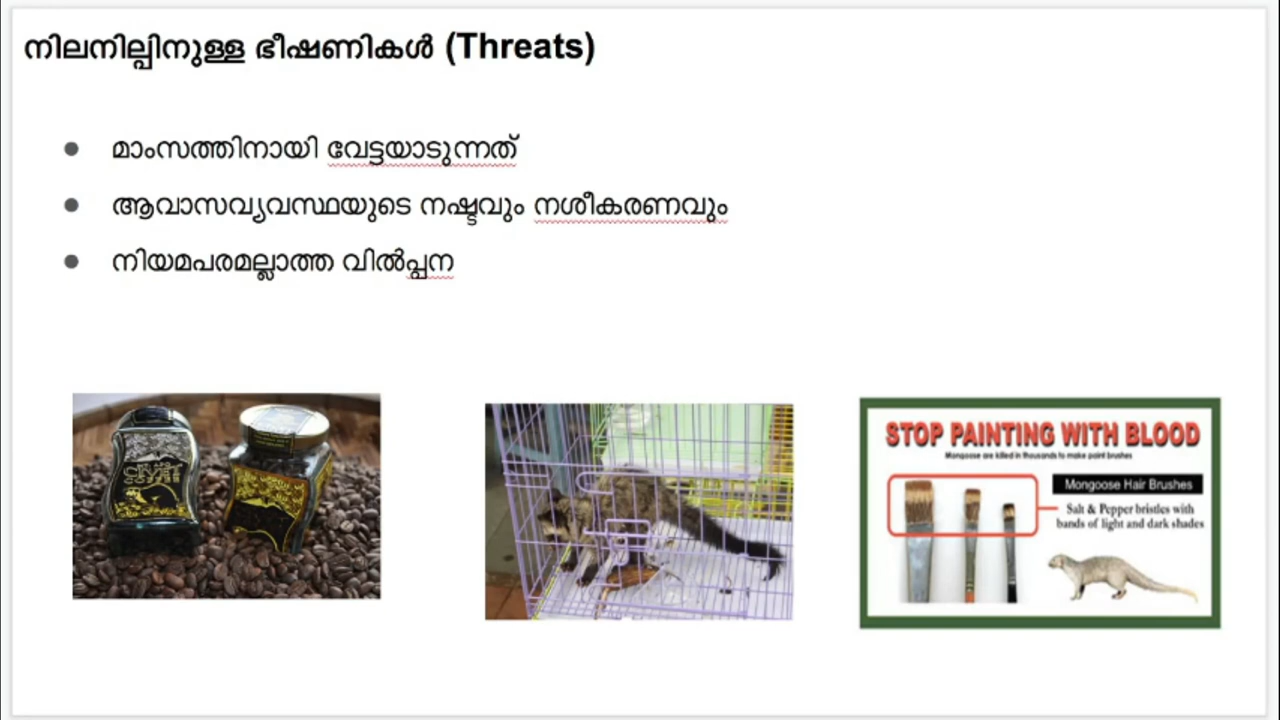 നിലനില്പിനുള്ള ഭീഷണികൾ (Threats)
മാംസത്തിനായി വേട്ടയാടുന്നത്
ആവാസവ്യവസ്ഥയുടെ നഷ്ടവും നശീകരണവും
നിയമപരമല്ലാത്ത വിൽപ്പന
STOP PAINTING WITH BLOOD
Mongoose are killed in thousands to make paint brushes
Mongoose Hair Brushes
Salt & Pepper bristles with
bands of light and dark shades